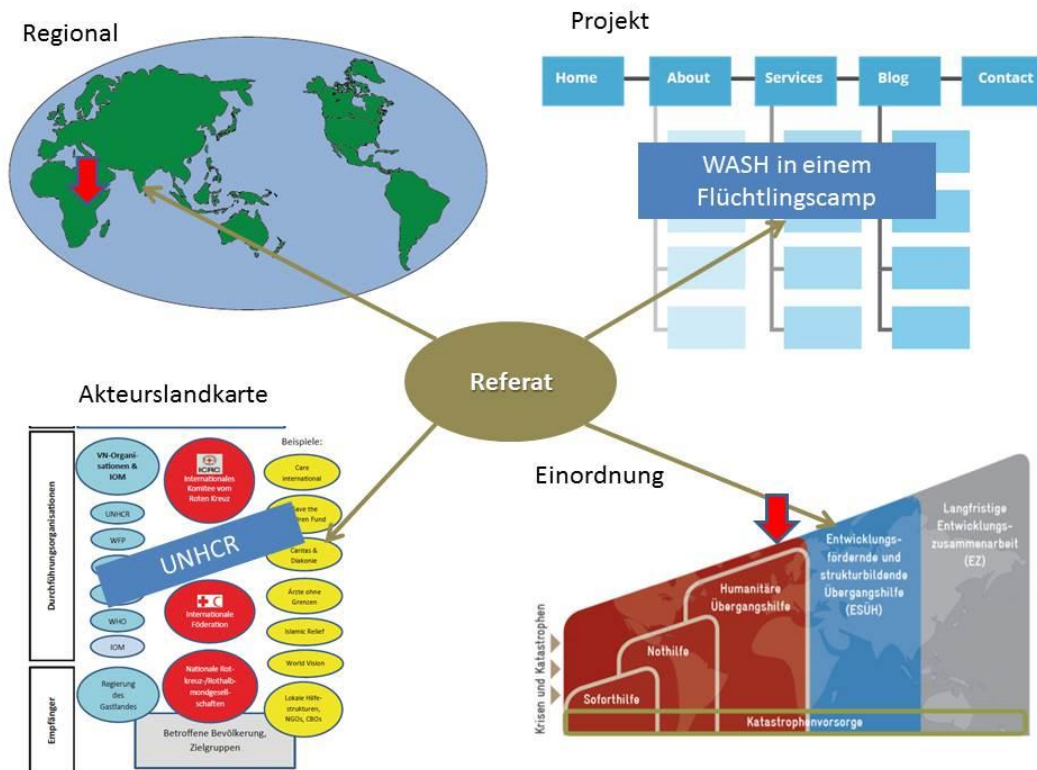 Regional
Projekt
Home
About
Services
Blog
Contact
WASH in einem
Flüchtlingscamp
Referat
Akteurslandkarte
Durchführungsorganisationen
Empfänger
VN-Organi-
sationen &
IOM
UNHCR
WFP
WHO
IOM
Regierung
des
Gastlandes
ICRC
Internationales
Komitee vom
Roten Kreuz
UNHCR
Internationale
Föderation
Nationale Rot-
kreuz-/Rothalb-
mondgesell-
schaften
Beispiele:
Care
International
Fund
Caritas &
Diakonie
Ärzte ohne
Grenzen
Islamic Relief
World Vision
Lokale Hilfe-
strukturen,
NGOs, CBOs
Betroffene Bevölkerung,
Zielgruppen
Einordnung
Krisen und Katastrophen
Soforthilfe
Nothilfe
Humanitäre
Übergangshilfe
Entwicklungs-
fördernde und
strukturbildende
Übergangshilfe
(ESÜH)
Langfristige
Entwicklungs-
zusammenarbeit
(EZ)
Katastrophenvorsorge